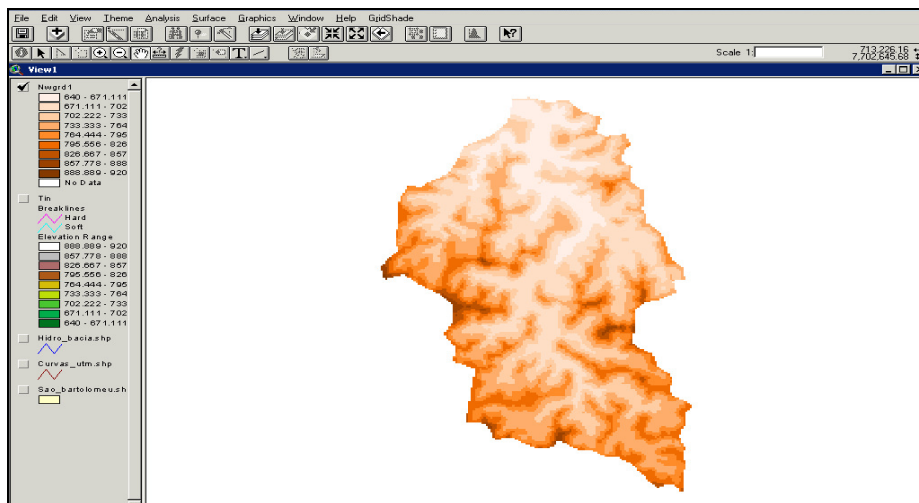 File Edit View Theme Analysis Surface Graphics Window Help GridShade
Scale 1:
713,226.16
7,702,645.68
View1
Nwgrd1
640 - 671.111
671.111 - 702
702.222 - 733
733.333 - 764
764.444 - 795
795.556 - 826
826.667 - 857
857.778 - 888
888.889 - 920
No Data
Tin
Breaklines
Hard
Soft
Elevation Range
888.889 - 920
857.778 - 888
826.667 - 857
795.556 - 826
764.444 - 795
733.333 - 764
702.222 - 733
671.111 - 702
640 - 671.111
Hidro_bacia.shp
Curvas_utm.shp
Sao_bartolomeu.sh